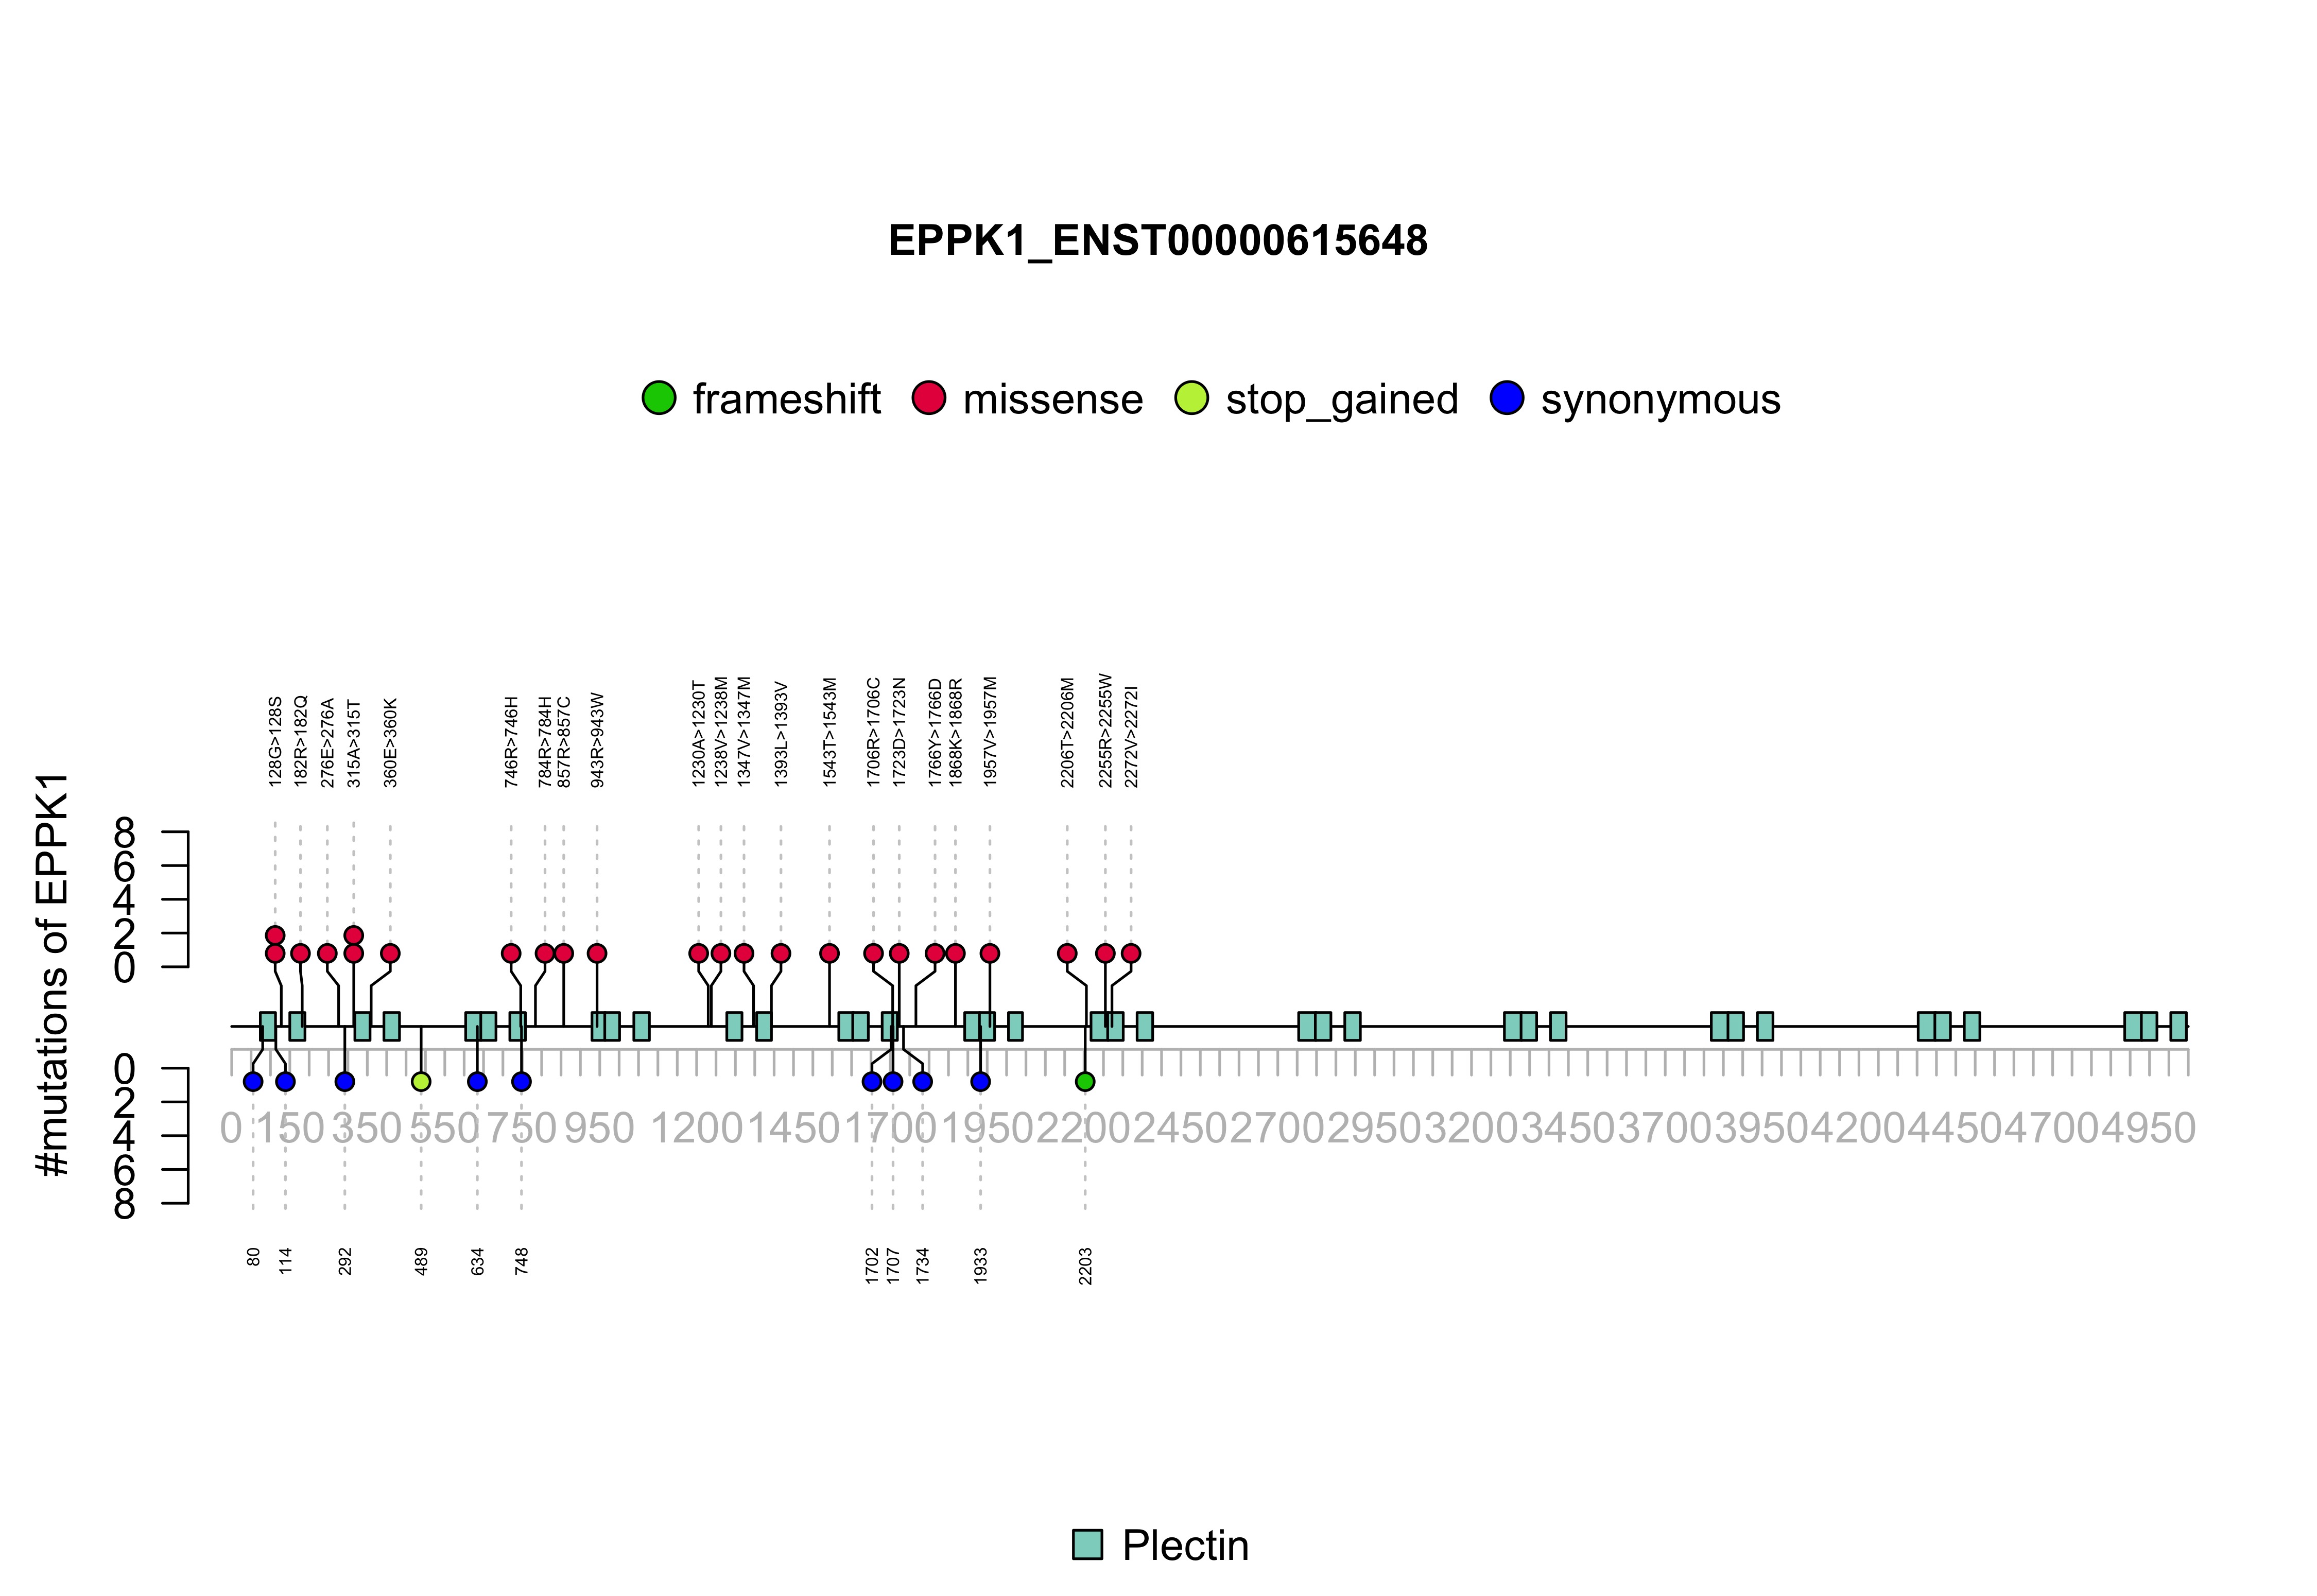 EPPK1_ENST00000615648
frameshift missense stop_gained synonymous
128G>128S 182R>182Q 276E>276A 315A>315T 360E>360K 746R>746H 784R>784H 857R>857C 943R>943W 1230A>1230T 1238V>1238M 1347V>1347M 1393L>1393V 1543T>1543M 1706R>1706C 1723D>1723N 1766Y>1766D 1868K>1868R 1957V>1957M 2206T>2206M 2255R>2255W 2272V>2272I
#mutations of EPPK1
8
6
4
2
0
0
2
4
6
8
0 150 350 550 750 950 1200 1450 1700 1950 2200 2450 2700 2950 3200 3450 3700 3950 4200 4450 4700 4950
80 114 292 489 634 748 1702 1707 1734 1933 2203
Plectin